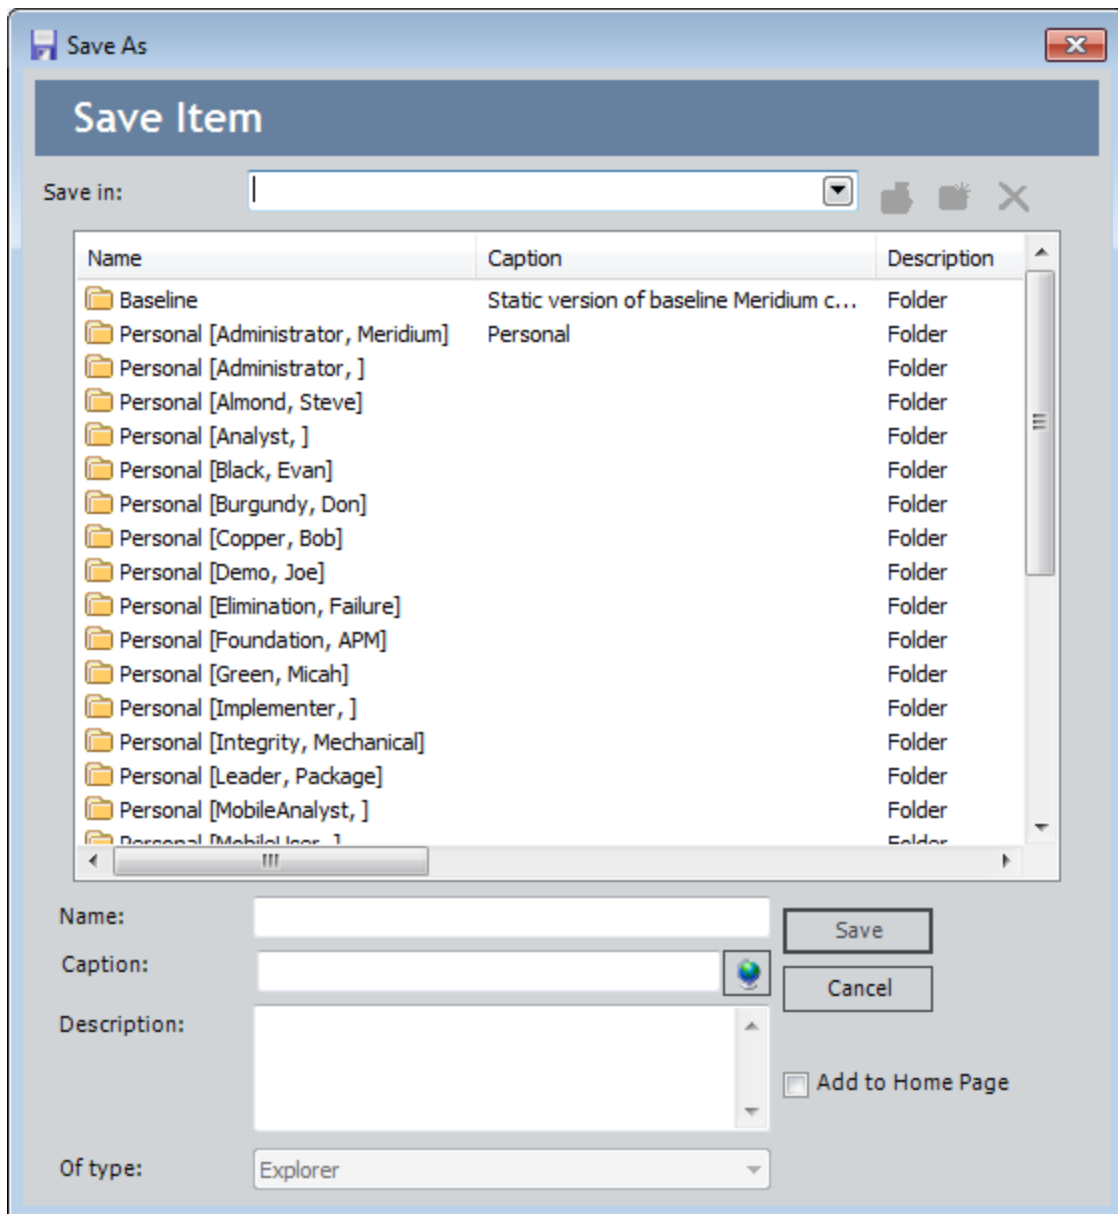 Save As
Save Item
Save in:
Name Caption Description
Baseline Static version of baseline Meridium c... Folder
Personal [Administrator, Meridium] Personal Folder
Personal [Administrator, ] Folder
Personal [Almond, Steve] Folder
Personal [Analyst, ] Folder
Personal [Black, Evan] Folder
Personal [Burgundy, Don] Folder
Personal [Copper, Bob] Folder
Personal [Demo, Joe] Folder
Personal [Elimination, Failure] Folder
Personal [Foundation, APM] Folder
Personal [Green, Micah] Folder
Personal [Implementer, ] Folder
Personal [Integrity, Mechanical] Folder
Personal [Leader, Package] Folder
Personal [MobileAnalyst, ] Folder
Personal [MobileUser, ] Folder
Name: Save
Caption:
Cancel
Description:
Add to Home Page
Of type: Explorer